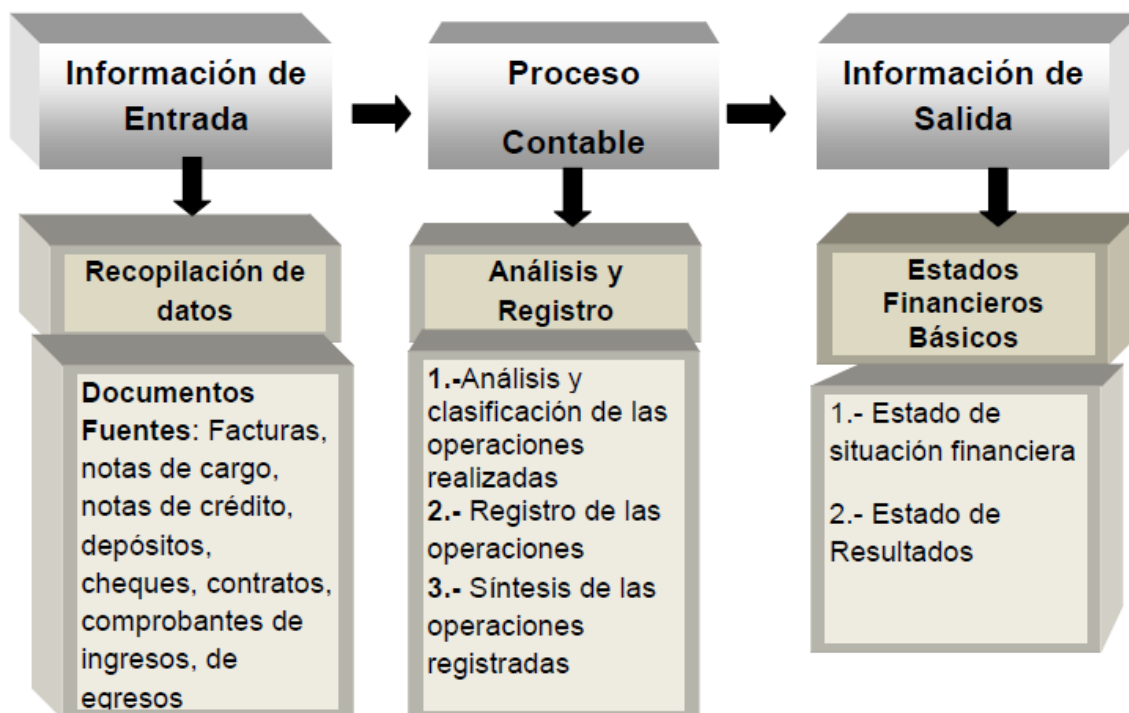 Información de
Entrada
Proceso
Contable
Información de
Salida
Recopilación de
datos
Documentos
Fuentes: Facturas,
notas de cargo,
notas de crédito,
depósitos,
cheques, contratos,
comprobantes de
ingresos, de
egresos
Análisis y
Registro
1.-Análisis y
clasificación de las
operaciones
realizadas
2.- Registro de las
operaciones
3.- Síntesis de las
operaciones
registradas
Estados
Financieros
Básicos
1.- Estado de
situación financiera
2.- Estado de
Resultados